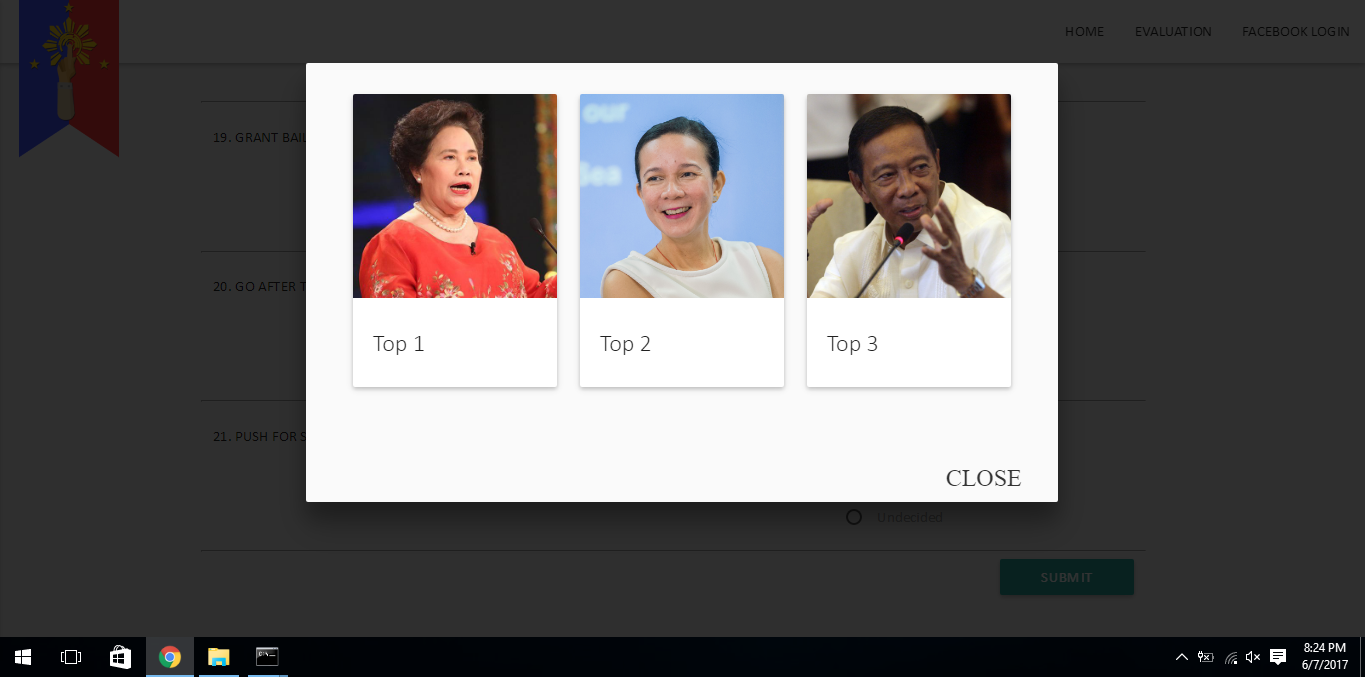 HOME EVALUATION FACEBOOK LOGIN
our
Sea
19. GRANT BAIL
Top 1 Top 2 Top 3
20. GO AFTER T
21. PUSH FOR S
CLOSE
Undecided
SUBMIT
8:24 PM
6/7/2017